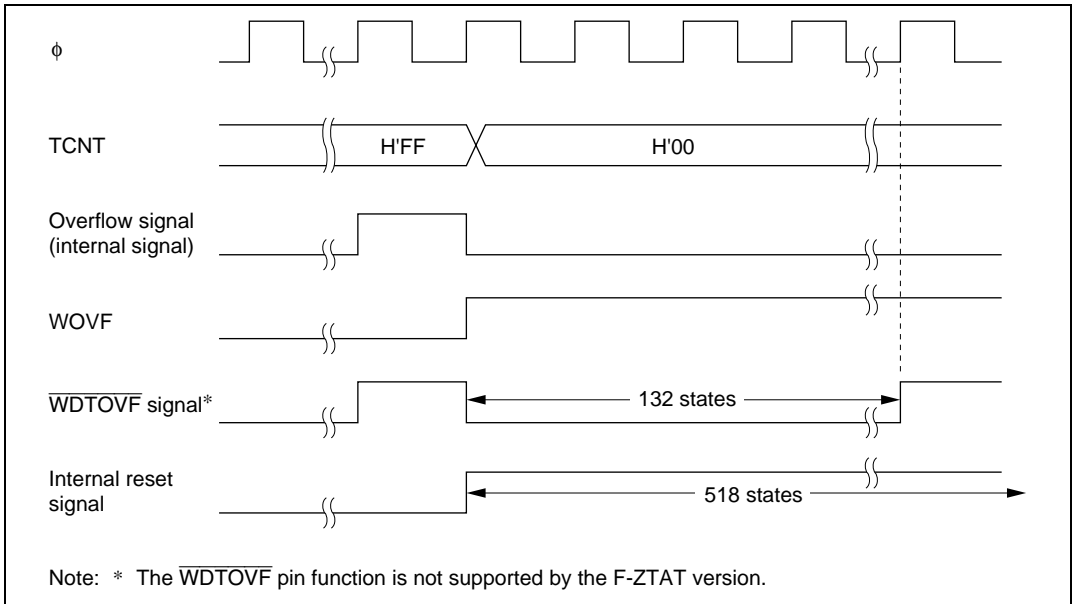 ϕ
TCNT
H'FF
H'00
Overflow signal
(internal signal)
WOVF
WDTOVF signal*
132 states
Internal reset
signal
518 states
Note: * The WDTOVF pin function is not supported by the F-ZTAT version.